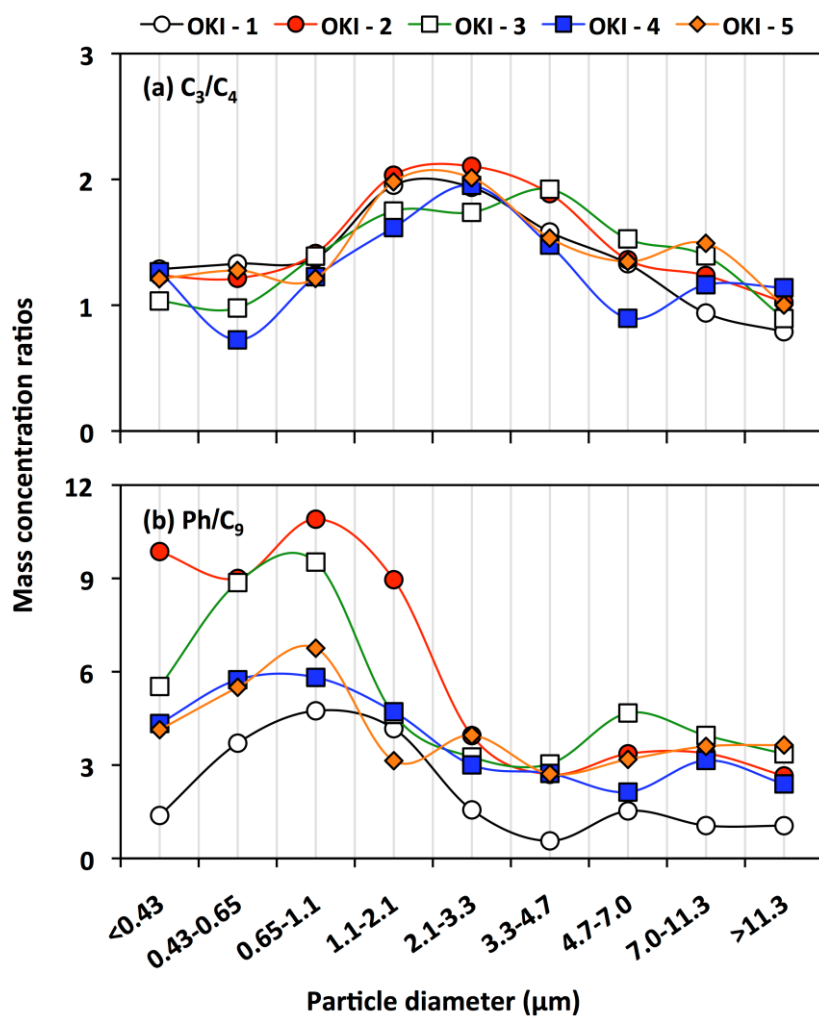 OKI - 1 OKI - 2 OKI - 3 OKI - 4 OKI - 5
3
(a) C₃/C₄
2
1
0
12
(b) Ph/C₉
9
6
3
0
Mass concentration ratios
<0.43 0.43-0.65 0.65-1.1 1.1-2.1 2.1-3.3 3.3-4.7 4.7-7.0 7.0-11.3 >11.3
Particle diameter (μm)